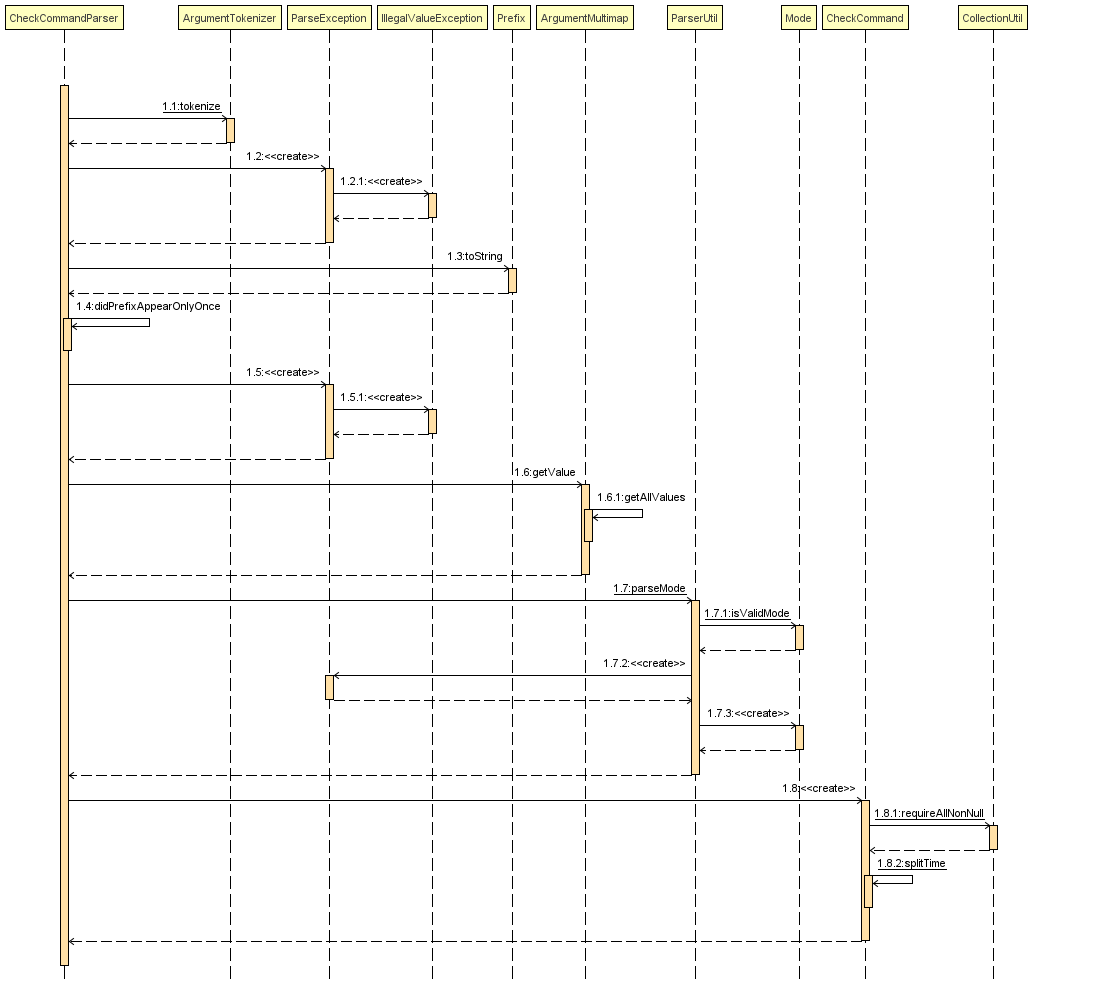 CheckCommandParser
ArgumentTokenizer
ParseException
IllegalValueException
Prefix
ArgumentMultimap
ParserUtil
Mode
CheckCommand
CollectionUtil
1.1:tokenize
1.2:<<create>>
1.2.1:<<create>>
1.3:toString
1.4:didPrefixAppearOnlyOnce
1.5:<<create>>
1.5.1:<<create>>
1.6:getValue
1.6.1:getAllValues
1.7:parseMode
1.7.1:isValidMode
1.7.2:<<create>>
1.7.3:<<create>>
1.8:<<create>>
1.8.1:requireAllNonNull
1.8.2:splitTime